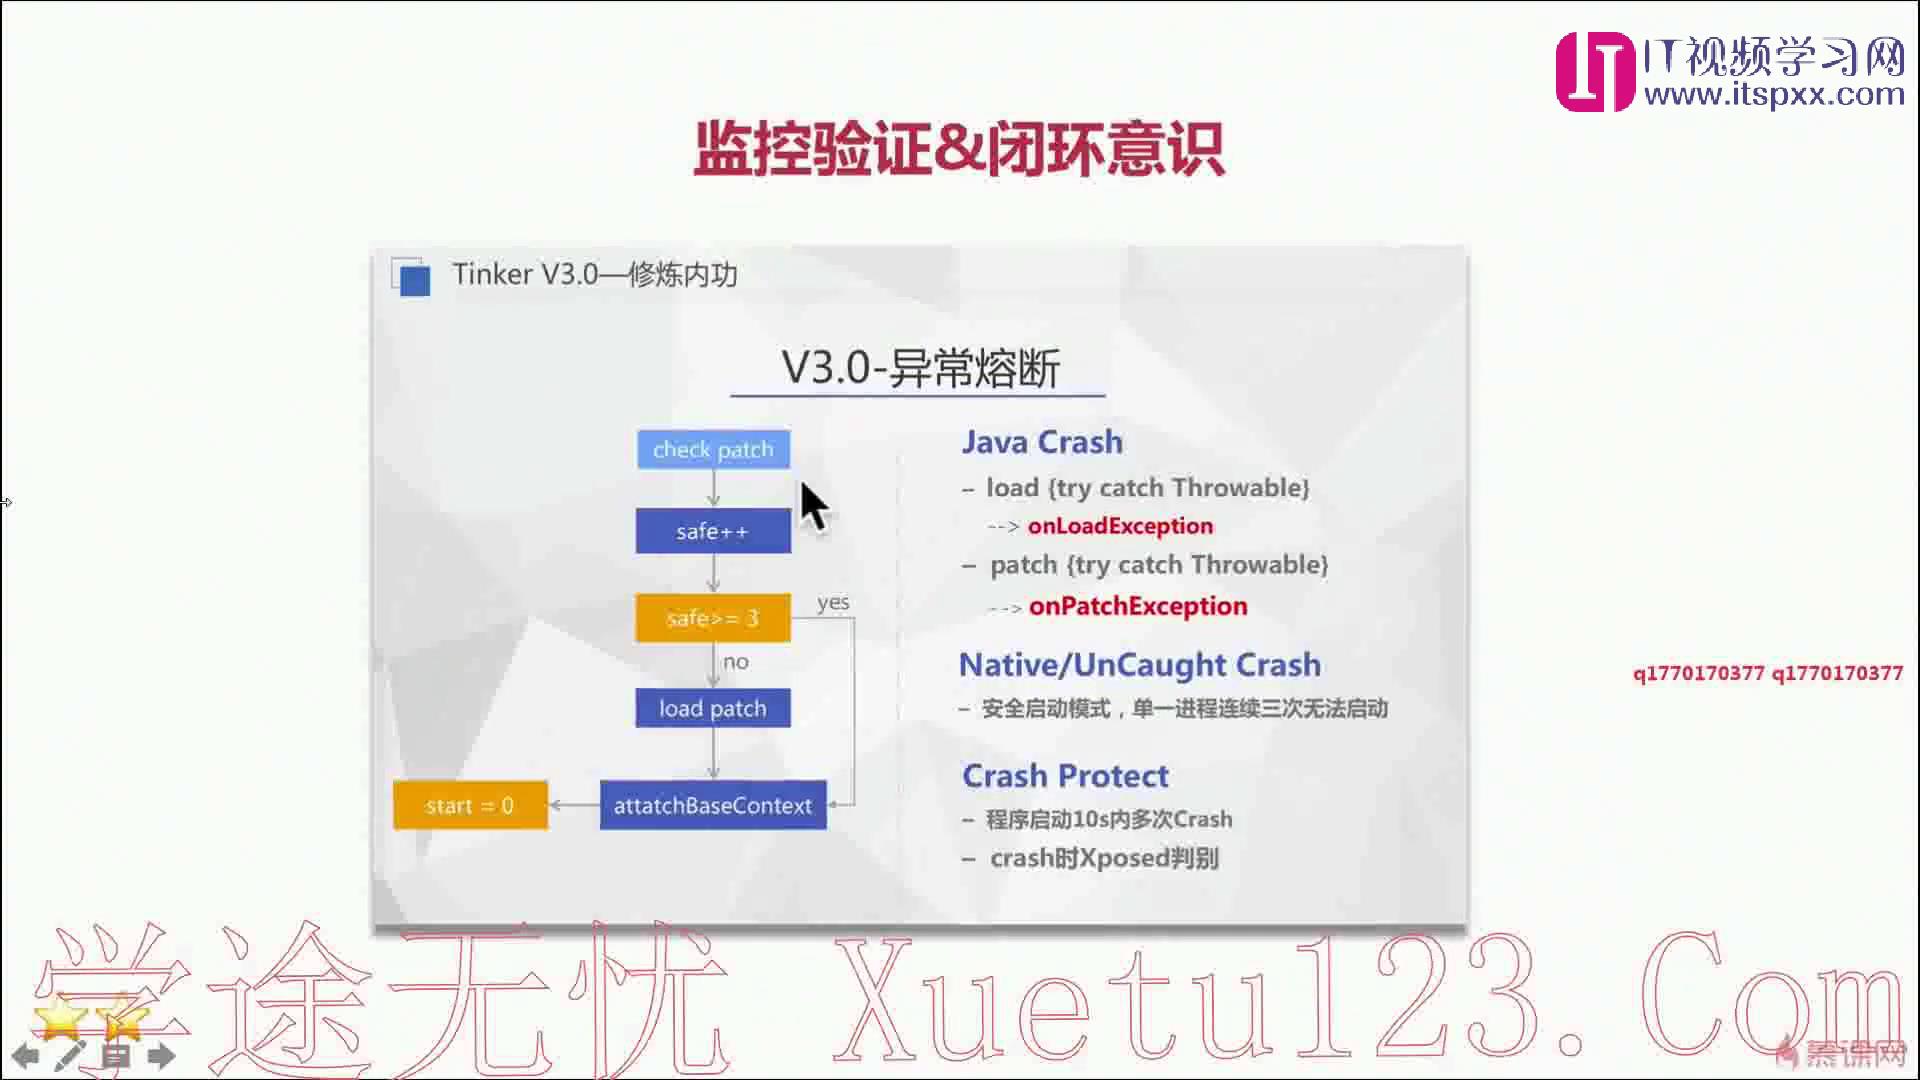 IT视频学习网
www.itspxx.com
监控验证&闭环意识
Tinker V3.0—修炼内功
V3.0-异常熔断
check patch
safe++
safe>= 3
yes
no
load patch
attatchBaseContext
start = 0
Java Crash
– load {try catch Throwable}
--> onLoadException
– patch {try catch Throwable}
--> onPatchException
Native/UnCaught Crash
– 安全启动模式，单一进程连续三次无法启动
Crash Protect
– 程序启动10s内多次Crash
– crash时Xposed判别
q1770170377 q1770170377
学途无忧 Xuetu123.Com
慕课网